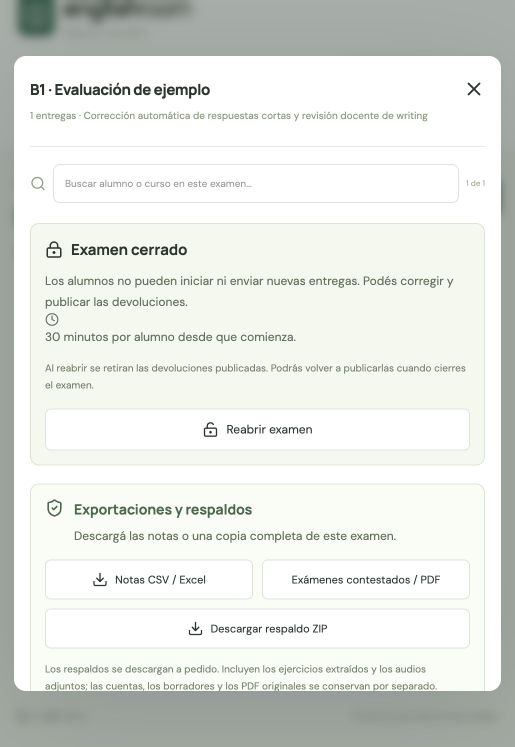 B1 · Evaluación de ejemplo
1 entregas · Corrección automática de respuestas cortas y revisión docente de writing
Buscar alumno o curso en este examen…
1 de 1
Examen cerrado
Los alumnos no pueden iniciar ni enviar nuevas entregas. Podés corregir y
publicar las devoluciones.
30 minutos por alumno desde que comienza.
Al reabrir se retiran las devoluciones publicadas. Podrás volver a publicarlas cuando cierres
el examen.
Reabrir examen
Exportaciones y respaldos
Descargá las notas o una copia completa de este examen.
Notas CSV / Excel
Exámenes contestados / PDF
Descargar respaldo ZIP
Los respaldos se descargan a pedido. Incluyen los ejercicios extraídos y los audios
adjuntos; las cuentas, los borradores y los PDF originales se conservan por separado.